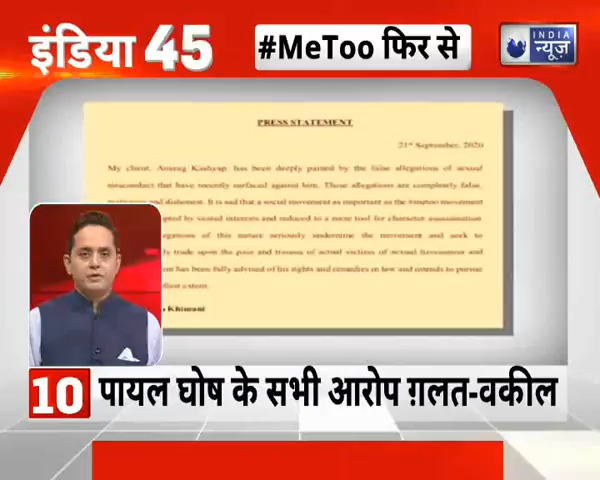 इंडिया 45
#MeToo फिर से
INDIA
न्यूज़
PRESS STATEMENT
21st September, 2020
My client, Anurag Kashyap, has been deeply pained by the false allegations of sexual
misconduct that have recently surfaced against him. These allegations are completely false,
and dishonest. It is sad that a social movement as important as the #metoo movement
by vested interests and reduced to a mere tool for character assassination
of this nature seriously undermine the movement and seek to
trade upon the pain and trauma of actual victims of sexual harassment and
has been fully advised of his rights and remedies in law and intends to pursue
extent.
Khimani
10 पायल घोष के सभी आरोप ग़लत-वकील